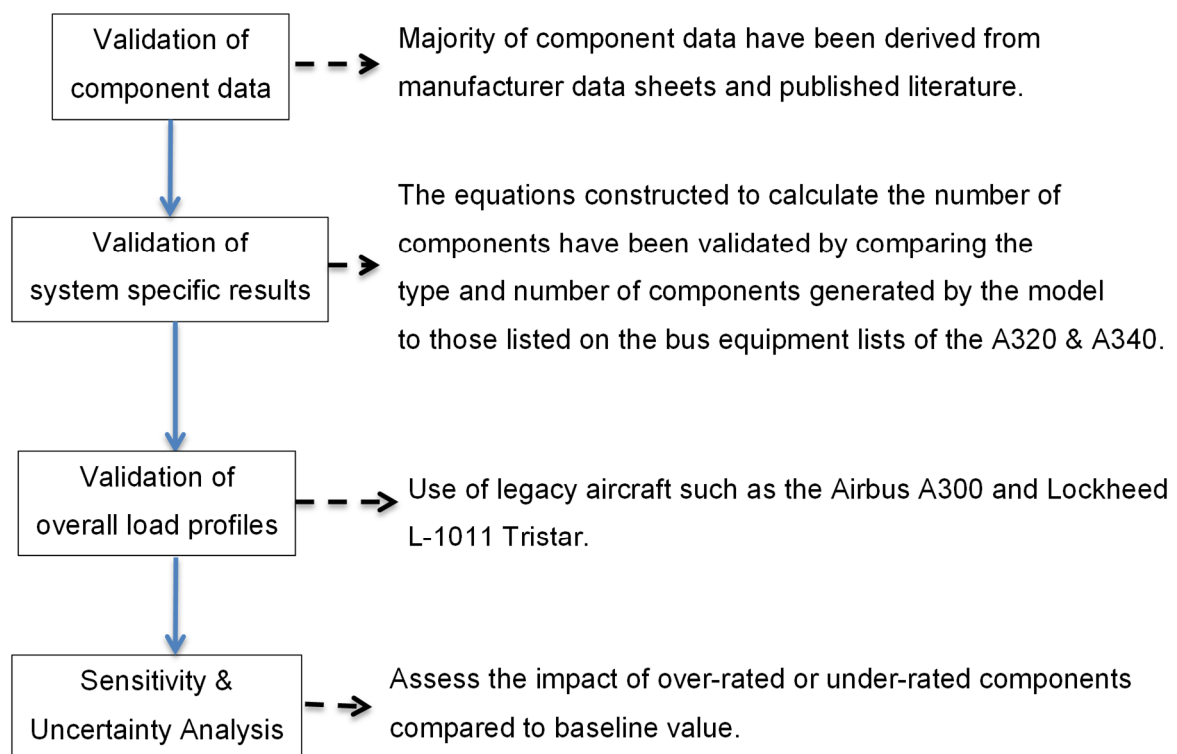 Validation of
component data
Majority of component data have been derived from
manufacturer data sheets and published literature.
Validation of
system specific results
The equations constructed to calculate the number of
components have been validated by comparing the
type and number of components generated by the model
to those listed on the bus equipment lists of the A320 & A340.
Validation of
overall load profiles
Use of legacy aircraft such as the Airbus A300 and Lockheed
L-1011 Tristar.
Sensitivity &
Uncertainty Analysis
Assess the impact of over-rated or under-rated components
compared to baseline value.